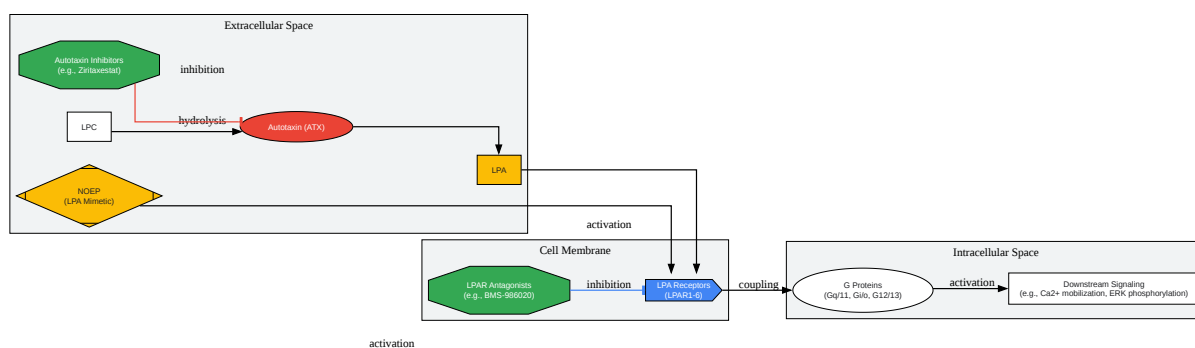 Extracellular Space
Autotaxin Inhibitors
(e.g., Ziritaxestat)
inhibition
LPC
hydrolysis
Autotaxin (ATX)
LPA
NOEP
(LPA Mimetic)
activation
Cell Membrane
LPAR Antagonists
(e.g., BMS-986020)
inhibition
LPA Receptors
(LPAR1-6)
coupling
Intracellular Space
G Proteins
(Gq/11, Gi/o, G12/13)
activation
Downstream Signaling
(e.g., Ca2+ mobilization, ERK phosphorylation)
activation